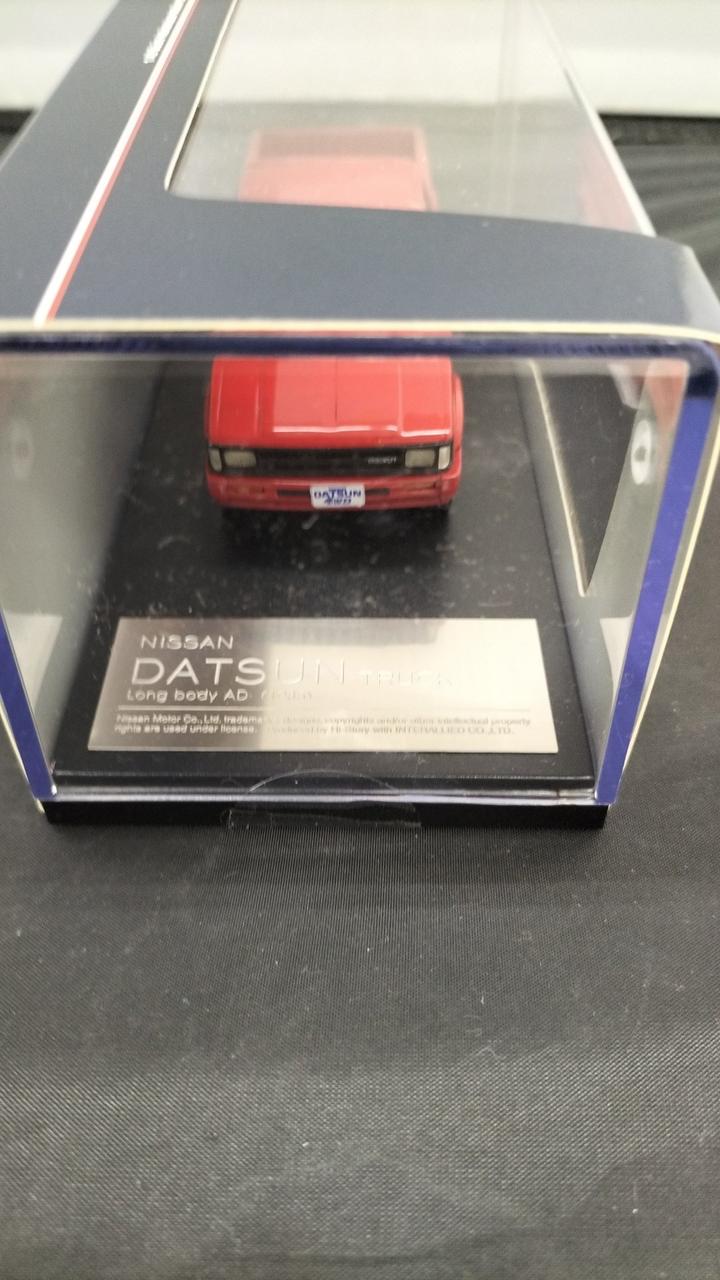 DATSUN
NISSAN
DATSUN TRUCK
Long body AD
Nissan Motor Co., Ltd. trademarks, designs, copyrights and/or other intellectual property
rights are used under license. Produced by Hi-Story with INTERALLIED CO.,LTD.